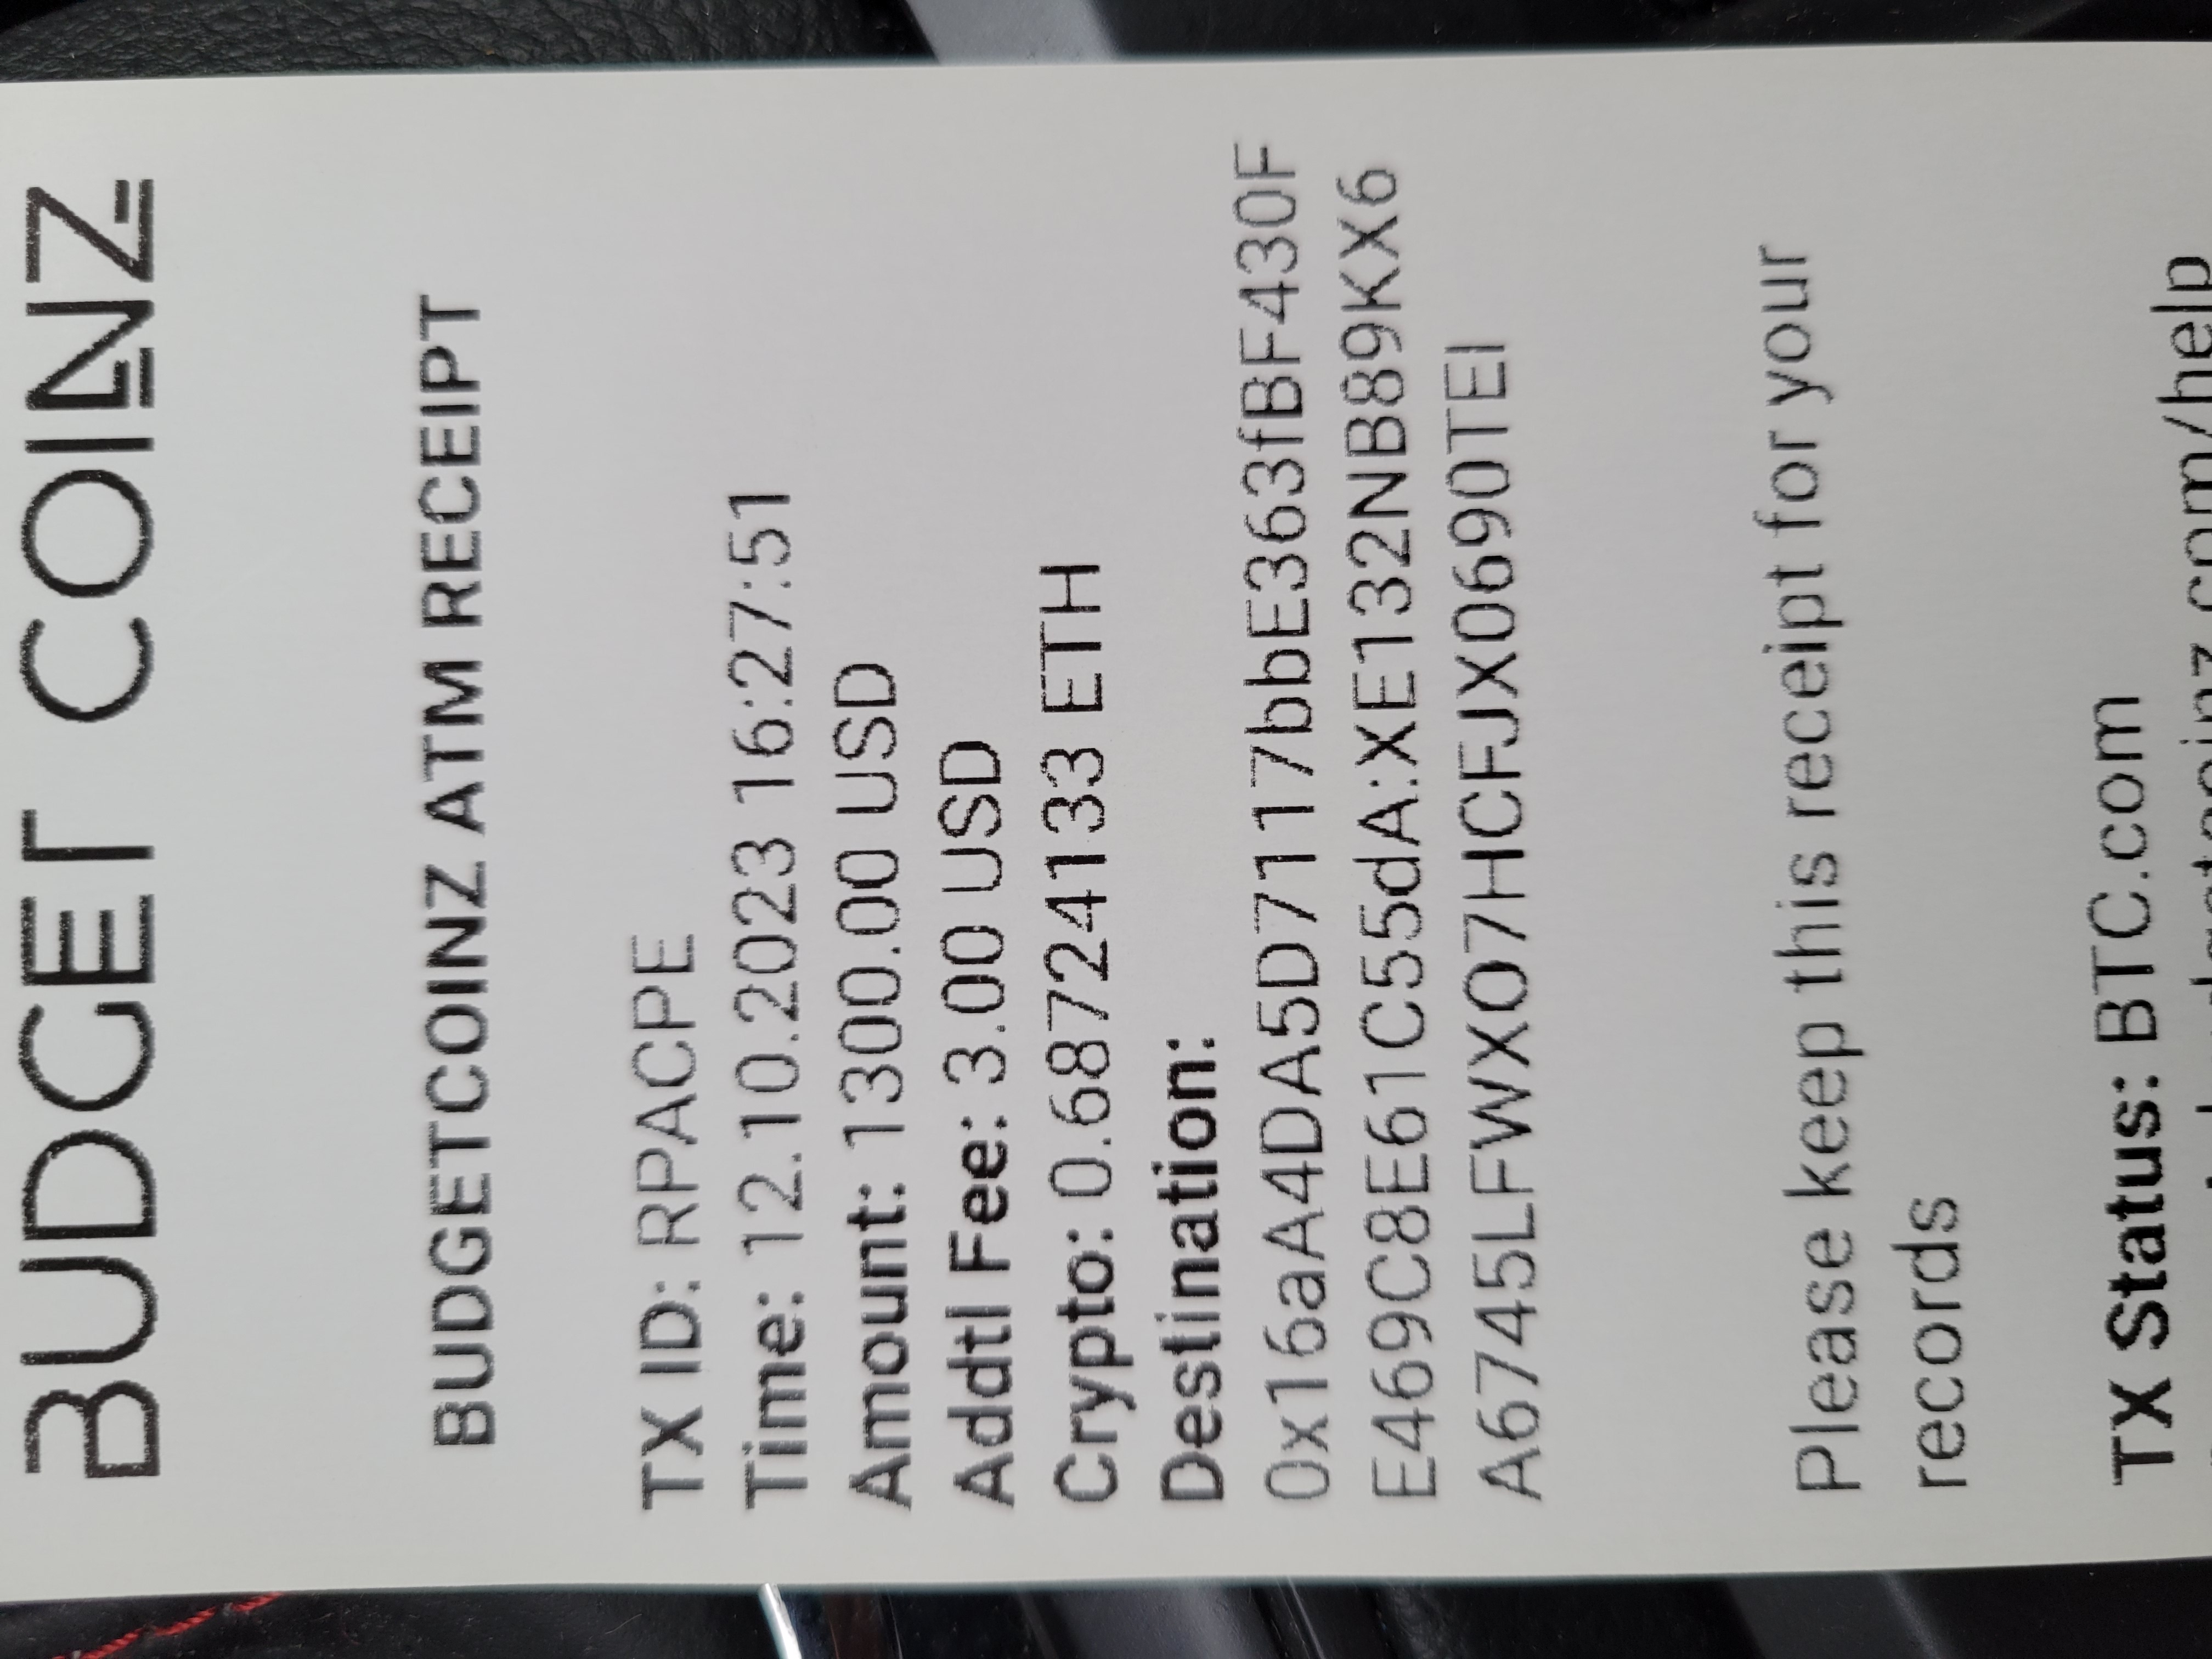 BUDGET COINZ
BUDGETCOINZ ATM RECEIPT
TX ID: RPACPE
Time: 12.10.2023 16:27:51
Amount: 1300.00 USD
Addtl Fee: 3.00 USD
Crypto: 0.68724133 ETH
Destination:
0x16aA4DA5D7117bbE363fBF430F
E469C8E61C55dA:XE132NB89KX6
A6745LFWXO7HCFJX0690TEI
Please keep this receipt for your
records
TX Status: BTC.com